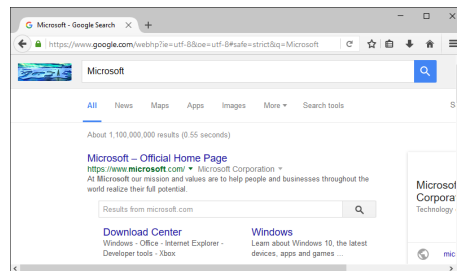 Microsoft - Google Search
https://www.google.com/webhp?ie=utf-8&oe=utf-8#safe=strict&q=Microsoft
Microsoft
All News Maps Apps Images More Search tools S
About 1,100,000,000 results (0.55 seconds)
Microsoft – Official Home Page
https://www.microsoft.com/ Microsoft Corporation
At Microsoft our mission and values are to help people and businesses throughout the
world realize their full potential.
Results from microsoft.com
Download Center Windows
Windows - Office - Internet Explorer - Learn about Windows 10, the latest
Developer tools - Xbox devices, apps and games ...
Microsof
Corpora
Technology
mic